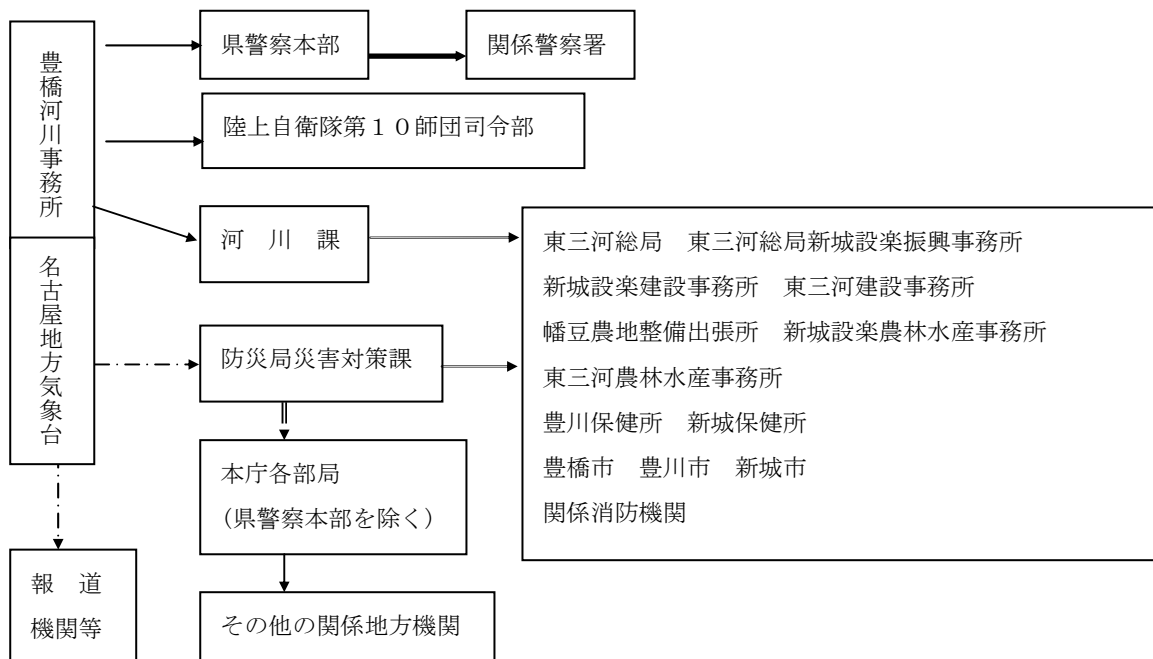 豊橋河川事務所
名古屋地方気象台
報　道
機関等
県警察本部
関係警察署
陸上自衛隊第１０師団司令部
河　川　課
防災局災害対策課
本庁各部局
（県警察本部を除く）
その他の関係地方機関
東三河総局　東三河総局新城設楽振興事務所
新城設楽建設事務所　東三河建設事務所
幡豆農地整備出張所　新城設楽農林水産事務所
東三河農林水産事務所
豊川保健所　新城保健所
豊橋市　豊川市　新城市
関係消防機関